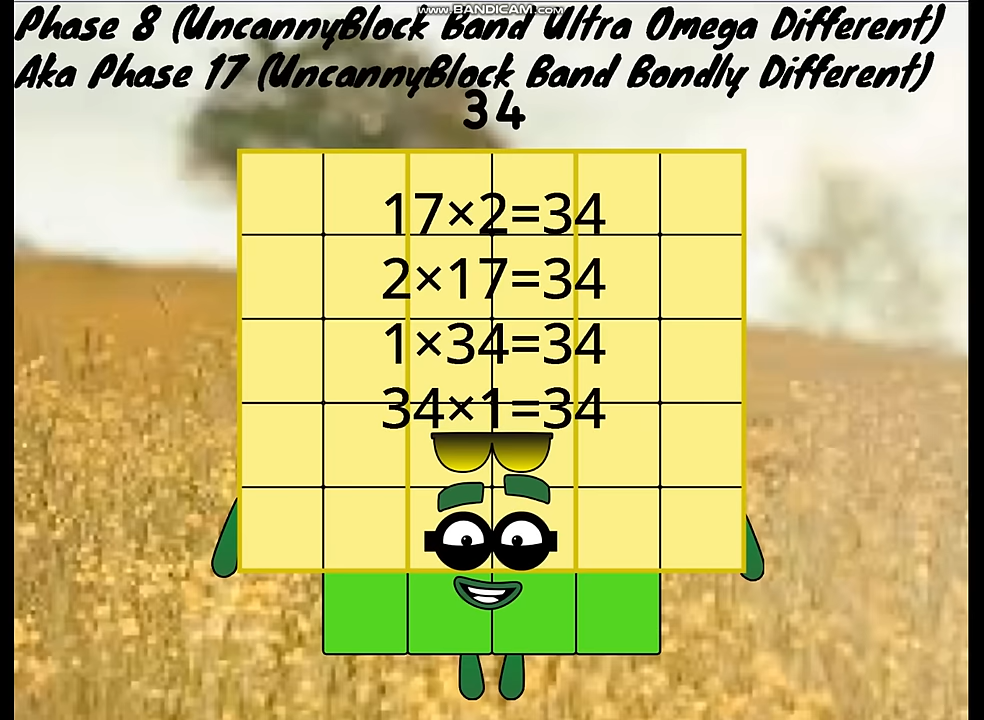 www.BANDICAM.com
Phase 8 (UncannyBlock Band Ultra Omega Different)
Aka Phase 17 (UncannyBlock Band Bondly Different)
34
17×2=34
2×17=34
1×34=34
34×1=34